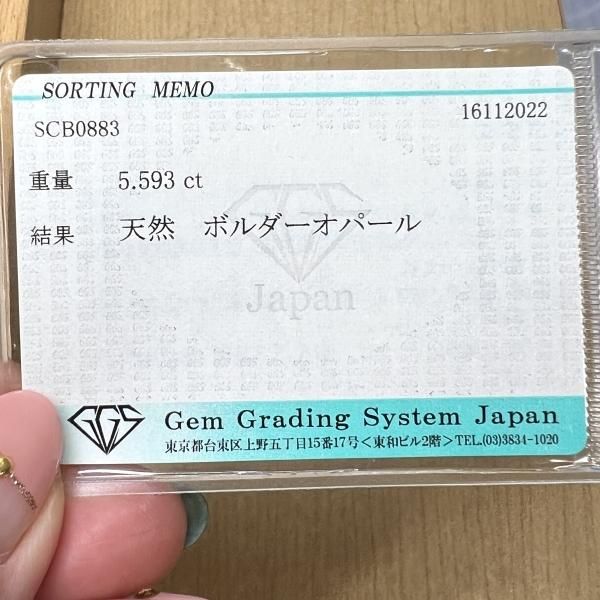 SORTING MEMO
SCB0883
16112022
重量 5.593 ct
結果 天然 ボルダーオパール
Japan
GGS
Gem Grading System Japan
東京都台東区上野五丁目15番17号<東和ビル2階>TEL.(03)3834-1020